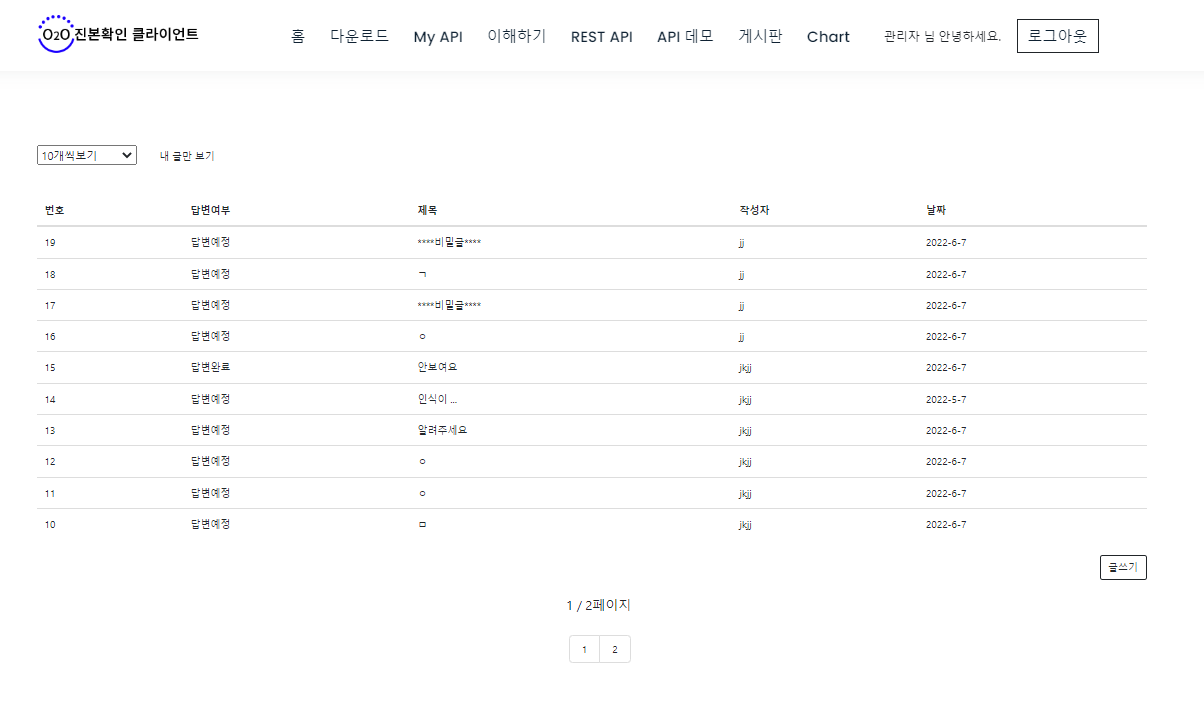 O2O 진본확인 클라이언트 홈 다운로드 My API 이해하기 REST API API 데모 게시판 Chart 관리자 님 안녕하세요. 로그아웃
10개씩보기 내 글만 보기
번호 답변여부 제목 작성자 날짜
19 답변예정 ****비밀글**** jj 2022-6-7
18 답변예정 ㄱ jj 2022-6-7
17 답변예정 ****비밀글**** jj 2022-6-7
16 답변예정 ㅇ jj 2022-6-7
15 답변완료 안보여요 jkjj 2022-6-7
14 답변예정 인식이 ... jkjj 2022-5-7
13 답변예정 알려주세요 jkjj 2022-6-7
12 답변예정 ㅇ jkjj 2022-6-7
11 답변예정 ㅇ jkjj 2022-6-7
10 답변예정 ㅁ jkjj 2022-6-7
글쓰기
1 / 2페이지
1 2